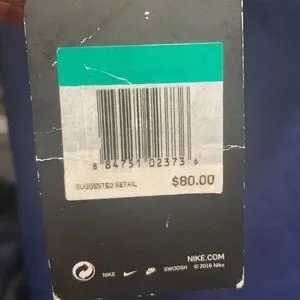 8 84751 02373 6
SUGGESTED RETAIL $80.00
NIKE.COM
NIKE SWOOSH © 2016 Nike